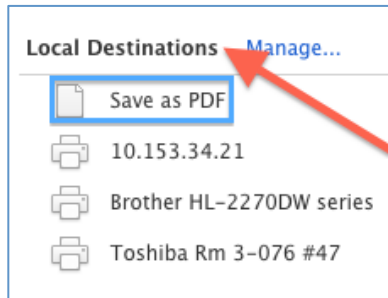 Local Destinations Manage...
Save as PDF
10.153.34.21
Brother HL-2270DW series
Toshiba Rm 3-076 #47